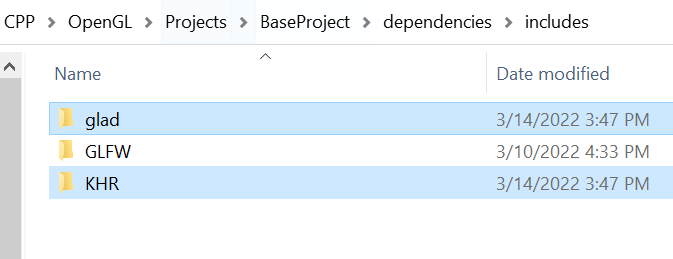 CPP > OpenGL > Projects > BaseProject > dependencies > includes
Name Date modified
glad 3/14/2022 3:47 PM
GLFW 3/10/2022 4:33 PM
KHR 3/14/2022 3:47 PM